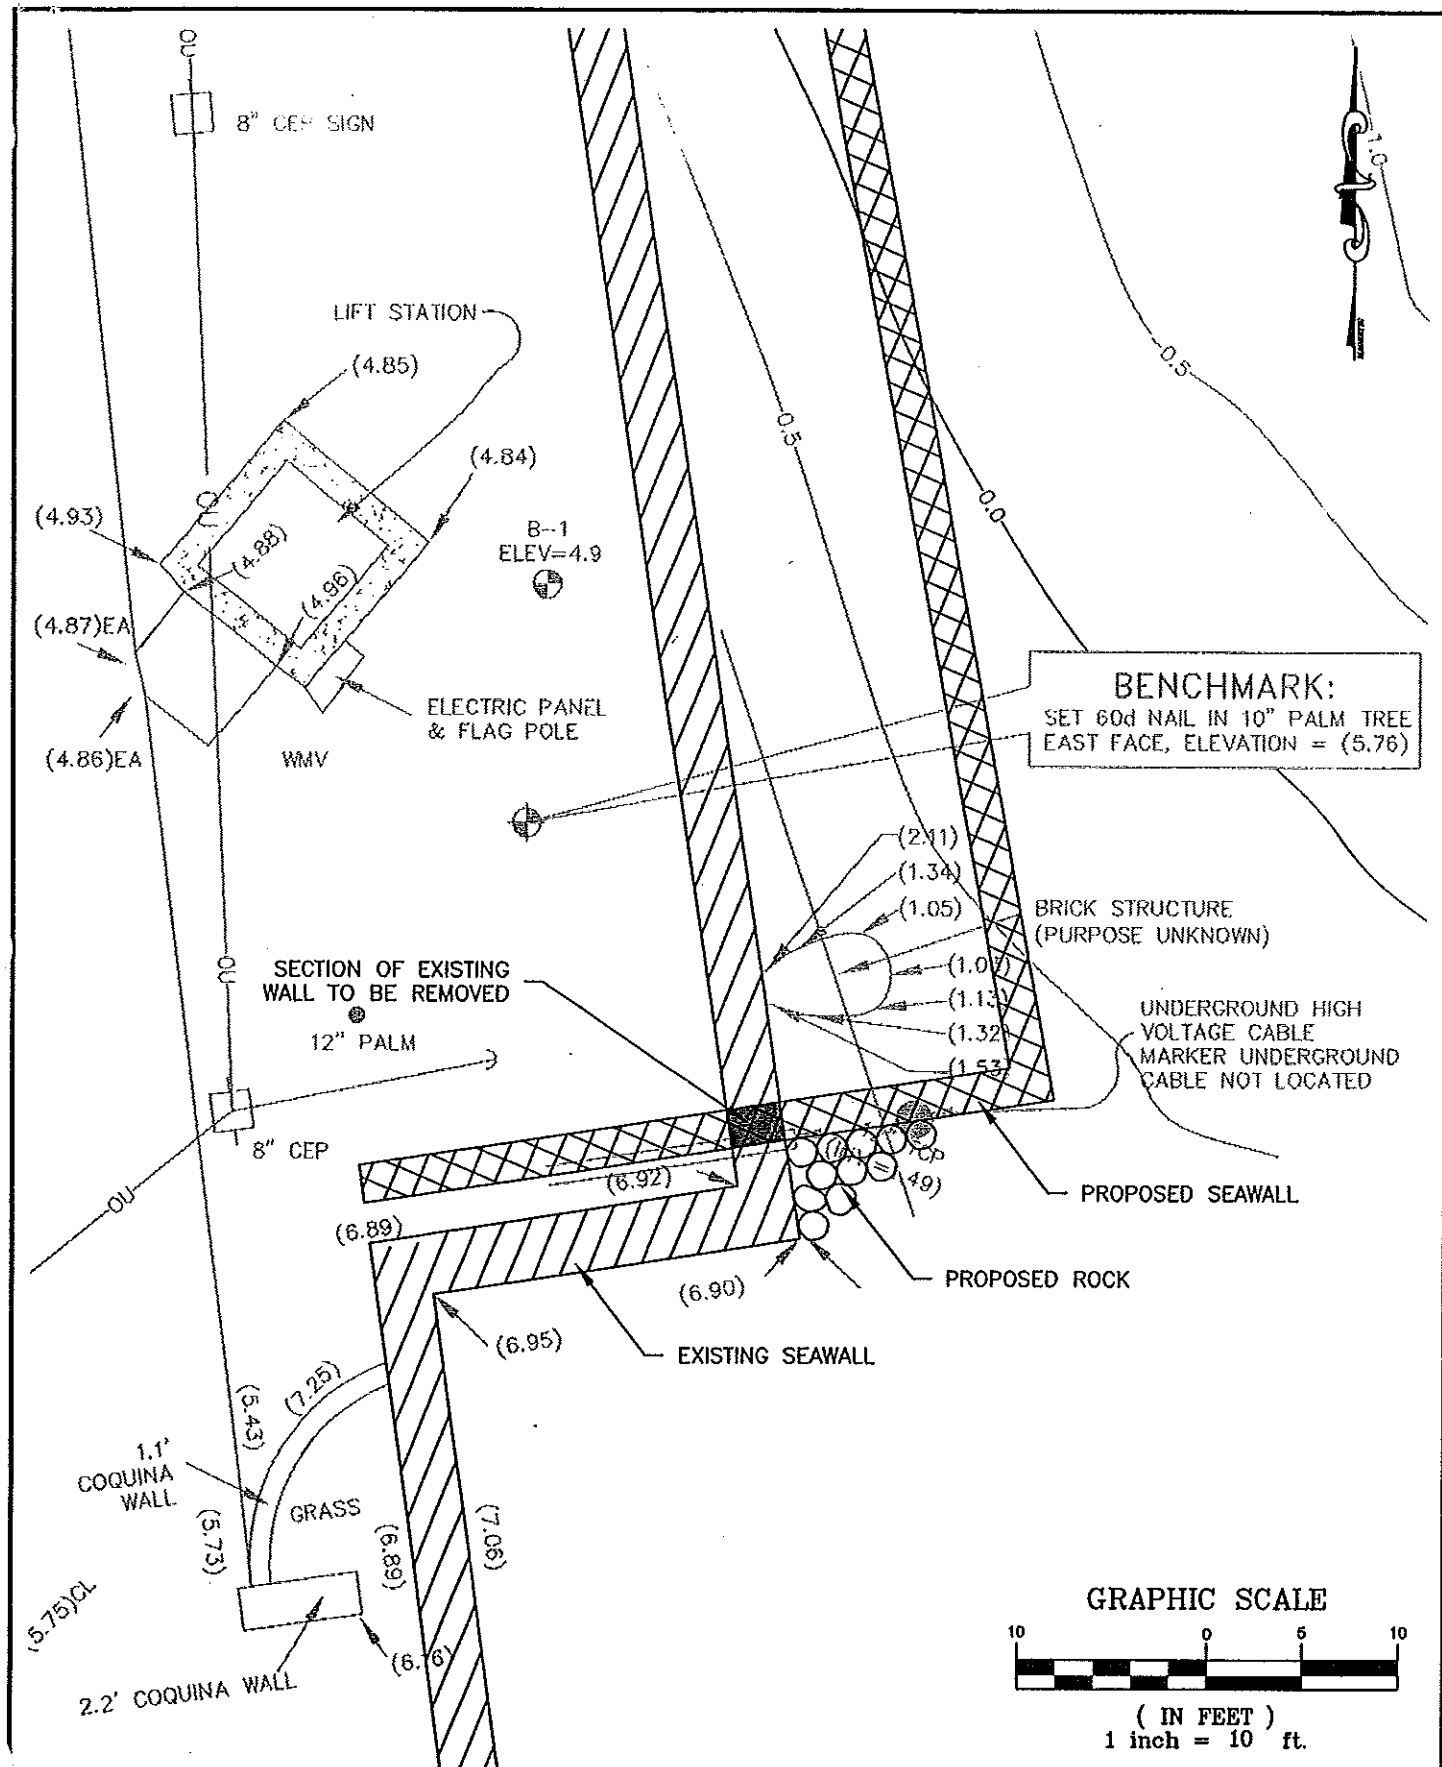 OU
8" CEP SIGN
1.0
LIFT STATION
(4.85)
0.5
0.5
(4.84)
(4.93)
OU
0.0
B-1
ELEV=4.9
(4.88)
(4.96)
(4.87)EA
(4.86)EA
ELECTRIC PANEL
& FLAG POLE
WMV
BENCHMARK:
SET 60d NAIL IN 10" PALM TREE
EAST FACE, ELEVATION = (5.76)
(2.11)
(1.34)
(1.05)
BRICK STRUCTURE
(PURPOSE UNKNOWN)
OU
SECTION OF EXISTING
WALL TO BE REMOVED
(1.13)
(1.32)
(1.53)
12" PALM
UNDERGROUND HIGH
VOLTAGE CABLE
MARKER UNDERGROUND
CABLE NOT LOCATED
8" CEP
OU
(6.92)
PROPOSED SEAWALL
(6.89)
PROPOSED ROCK
(6.90)
(6.95)
EXISTING SEAWALL
(7.25)
(5.43)
1.1'
COQUINA
WALL
GRASS
(5.73)
(6.89)
(7.06)
(5.75)CL
2.2' COQUINA WALL
GRAPHIC SCALE
10 0 5 10
( IN FEET )
1 inch = 10 ft.